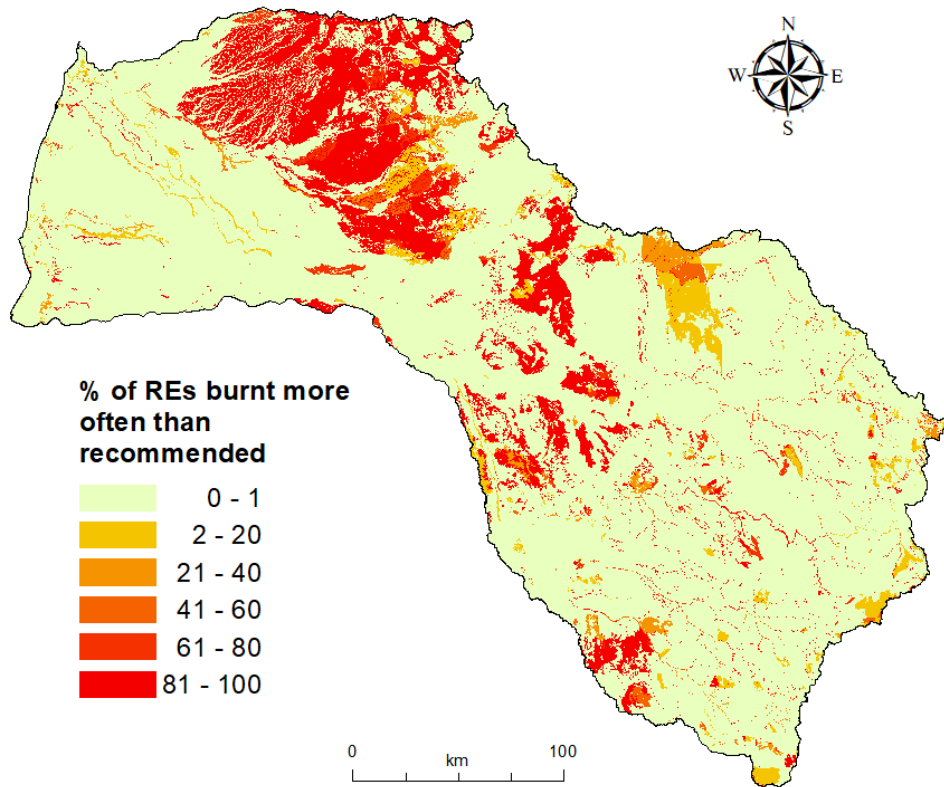 N
W E
S
% of REs burnt more
often than
recommended
0 - 1
2 - 20
21 - 40
41 - 60
61 - 80
81 - 100
0 100
km